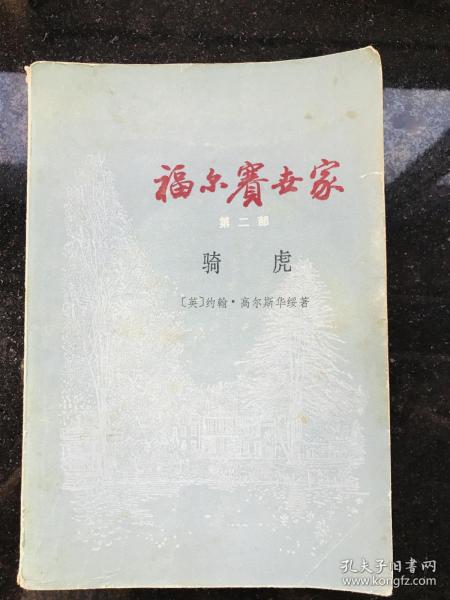 福尔赛世家
第二部
骑虎
〔英〕约翰·高尔斯华绥著
孔夫子旧书网
www.kongfz.com